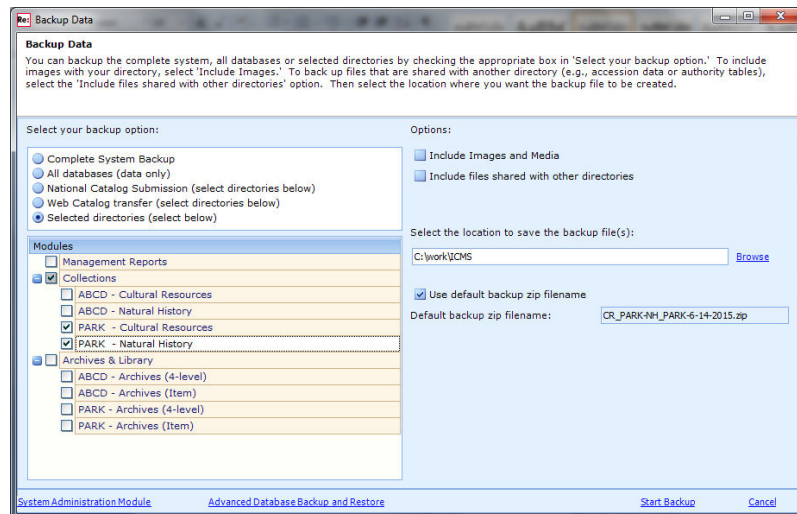 Re: Backup Data
Backup Data
You can backup the complete system, all databases or selected directories by checking the appropriate box in 'Select your backup option.' To include
images with your directory, select 'Include Images.' To back up files that are shared with another directory (e.g., accession data or authority tables),
select the 'Include files shared with other directories' option. Then select the location where you want the backup file to be created.
Select your backup option:
Complete System Backup
All databases (data only)
National Catalog Submission (select directories below)
Web Catalog transfer (select directories below)
Selected directories (select below)
Modules
Management Reports
Collections
ABCD - Cultural Resources
ABCD - Natural History
PARK - Cultural Resources
PARK - Natural History
Archives & Library
ABCD - Archives (4-level)
ABCD - Archives (Item)
PARK - Archives (4-level)
PARK - Archives (Item)
Options:
Include Images and Media
Include files shared with other directories
Select the location to save the backup file(s):
C:\work\ICMS Browse
Use default backup zip filename
Default backup zip filename: CR_PARK-NH_PARK-6-14-2015.zip
System Administration Module Advanced Database Backup and Restore Start Backup Cancel